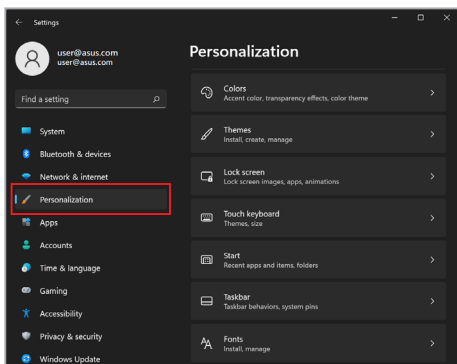 Settings
user@asus.com
user@asus.com
Find a setting
System
Bluetooth & devices
Network & internet
Personalization
Apps
Accounts
Time & language
Gaming
Accessibility
Privacy & security
Windows Update
Personalization
Colors
Accent color, transparency effects, color theme
Themes
Install, create, manage
Lock screen
Lock screen images, apps, animations
Touch keyboard
Themes, size
Start
Recent apps and items, folders
Taskbar
Taskbar behaviors, system pins
Fonts
Install, manage